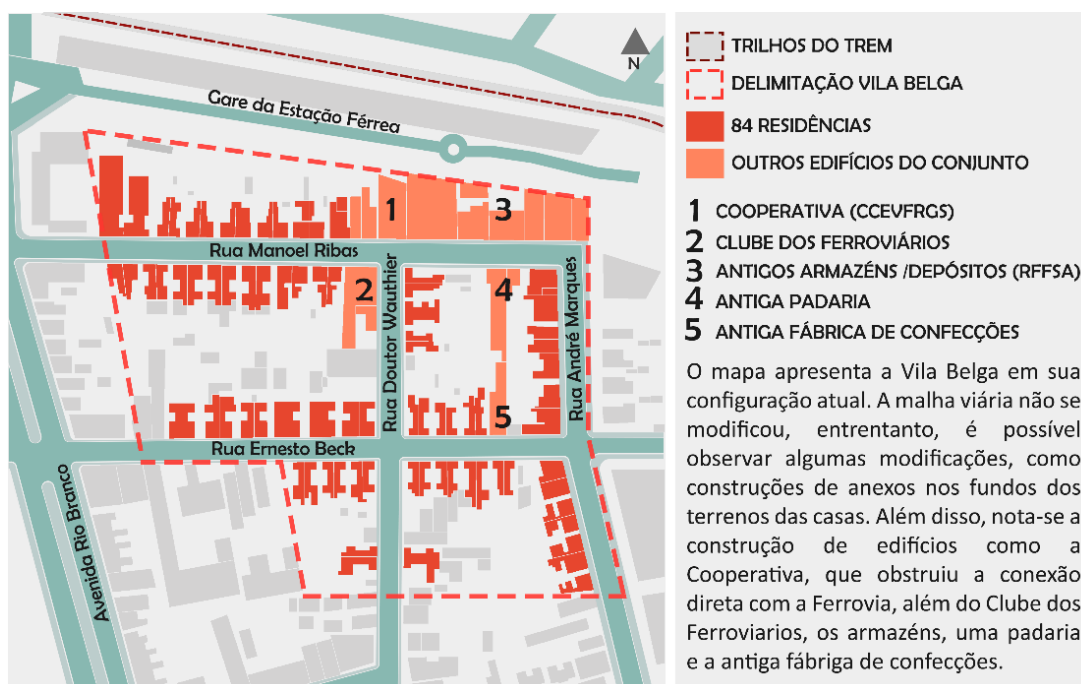 Gare da Estação Férrea
N
1
3
Rua Manoel Ribas
2
4
Rua Doutor Wauthier
Rua André Marques
5
Rua Ernesto Beck
Avenida Rio Branco
TRILHOS DO TREM
DELIMITAÇÃO VILA BELGA
84 RESIDÊNCIAS
OUTROS EDIFÍCIOS DO CONJUNTO
1 COOPERATIVA (CCEVFRGS)
2 CLUBE DOS FERROVIÁRIOS
3 ANTIGOS ARMAZÉNS /DEPÓSITOS (RFFSA)
4 ANTIGA PADARIA
5 ANTIGA FÁBRICA DE CONFECÇÕES
O mapa apresenta a Vila Belga em sua
configuração atual. A malha viária não se
modificou, entrentanto, é possível
observar algumas modificações, como
construções de anexos nos fundos dos
terrenos das casas. Além disso, nota-se a
construção de edifícios como a
Cooperativa, que obstruiu a conexão
direta com a Ferrovia, além do Clube dos
Ferroviarios, os armazéns, uma padaria
e a antiga fábriga de confecções.